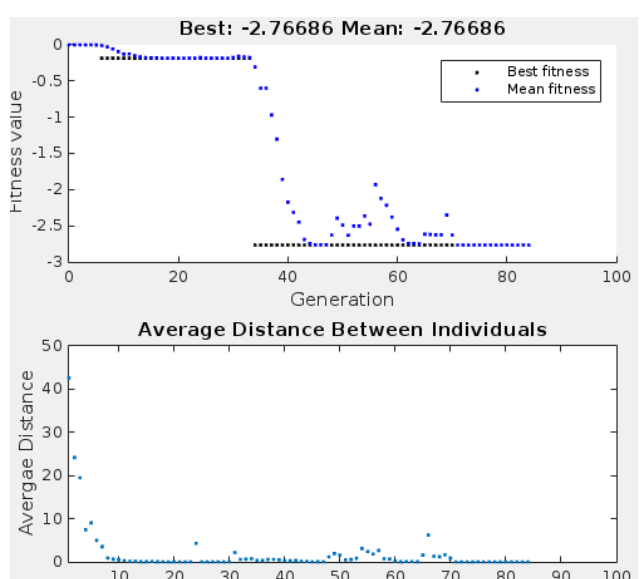 Best: -2.76686 Mean: -2.76686
0
-0.5
-1
-1.5
-2
-2.5
-3
Fitness value
Best fitness
Mean fitness
0 20 40 60 80 100
Generation
Average Distance Between Individuals
50
40
30
20
10
0
Avergae Distance
10 20 30 40 50 60 70 80 90 100